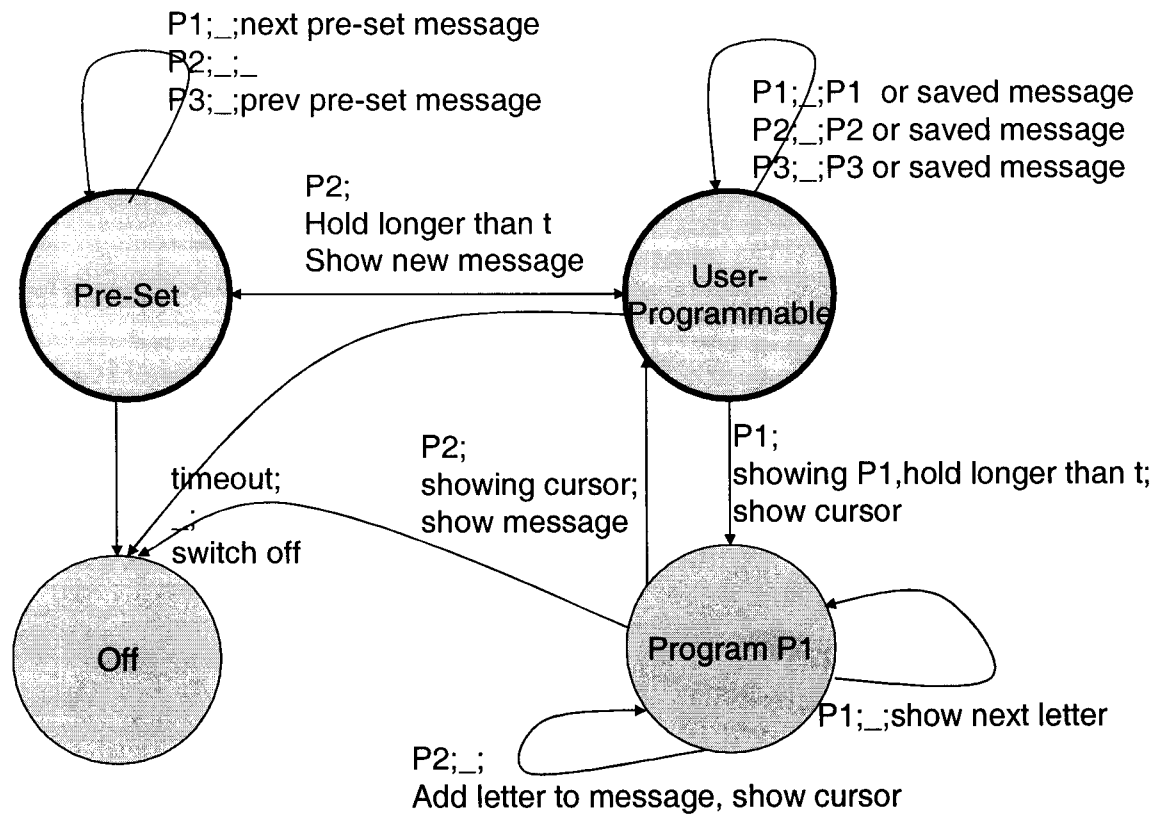 P1;_;next pre-set message
P2;_;_
P3;_;prev pre-set message
P1;_;P1 or saved message
P2;_;P2 or saved message
P3;_;P3 or saved message
P2;
Hold longer than t
Show new message
Pre-Set
User-
Programmable
timeout;
_;
switch off
P2;
showing cursor;
show message
P1;
showing P1,hold longer than t;
show cursor
Off
Program P1
P1;_;show next letter
P2;_;
Add letter to message, show cursor